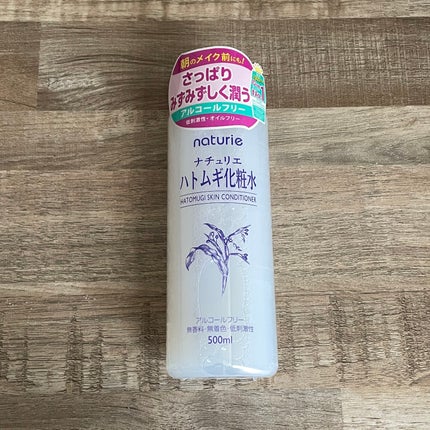 朝のメイク前にも!
さっぱり
みずみずしく潤う
アルコールフリー
低刺激性・オイルフリー
naturie
ナチュリエ
ハトムギ化粧水
HATOMUGI SKIN CONDITIONER
アルコールフリー
無香料・無着色・低刺激性
500ml